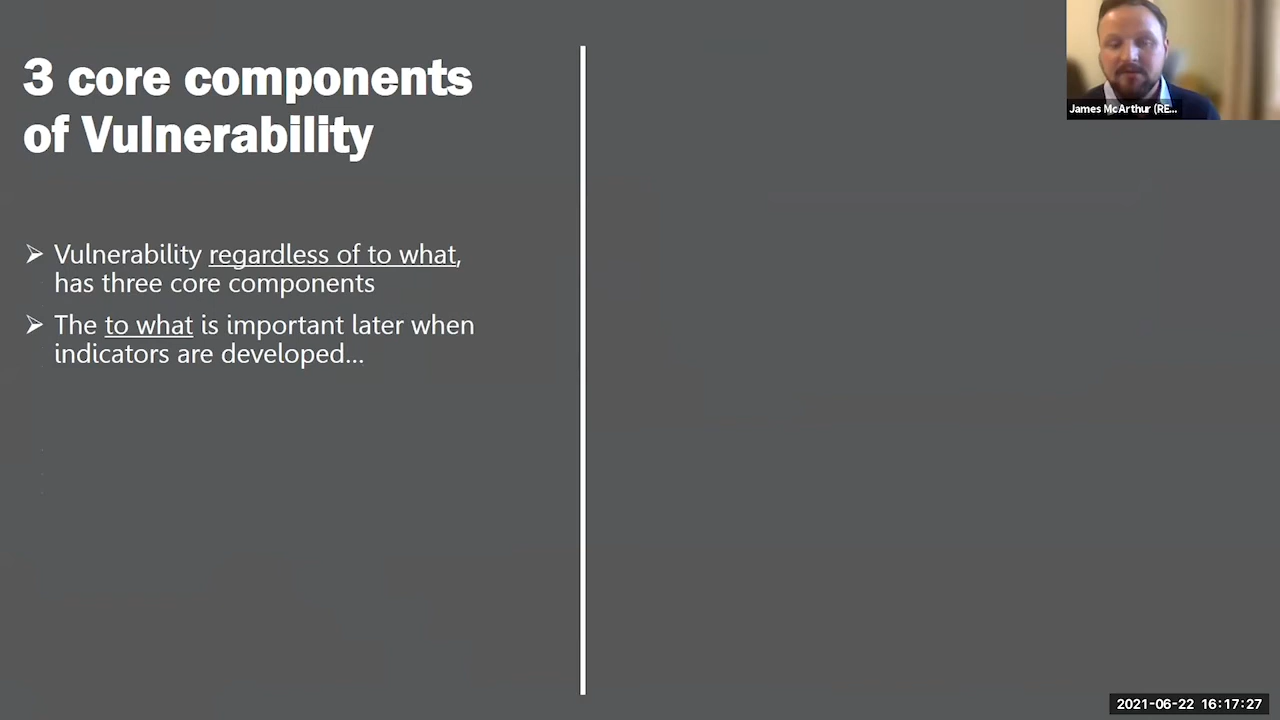 3 core components
of Vulnerability
➢ Vulnerability regardless of to what,
has three core components
➢ The to what is important later when
indicators are developed...
James McArthur (RE...
2021-06-22 16:17:27